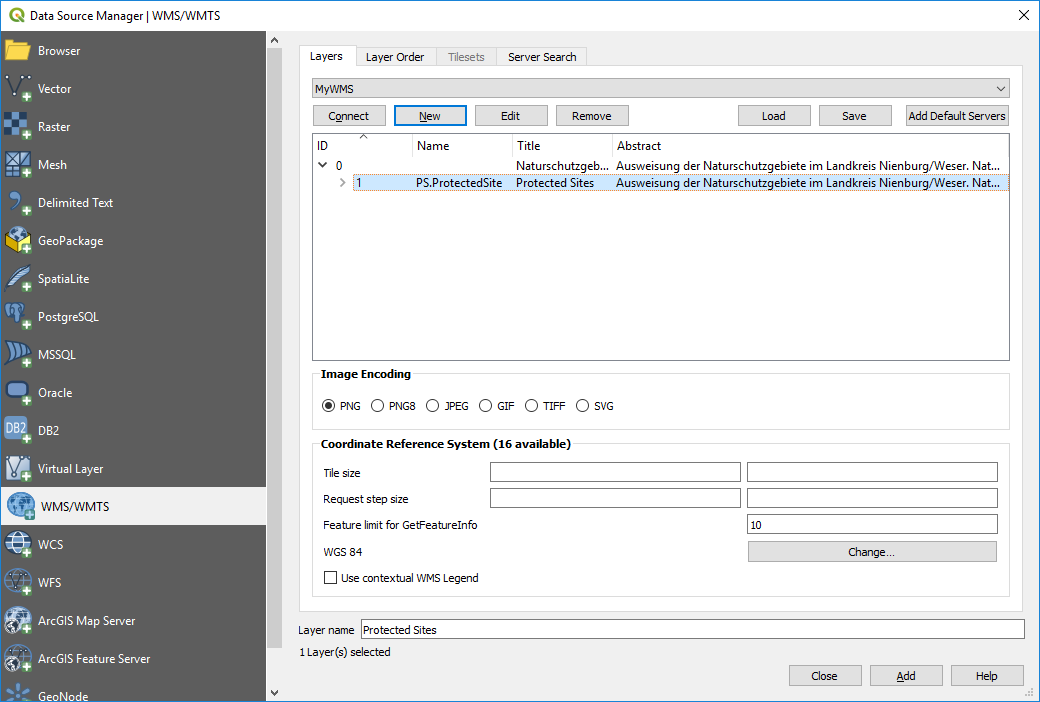 Data Source Manager | WMS/WMTS
Browser
Vector
Raster
Mesh
Delimited Text
GeoPackage
SpatiaLite
PostgreSQL
MSSQL
Oracle
DB2 DB2
Virtual Layer
WMS/WMTS
WCS
WFS
ArcGIS Map Server
ArcGIS Feature Server
GeoNode
Layers Layer Order Tilesets Server Search
MyWMS
Connect New Edit Remove Load Save Add Default Servers
ID Name Title Abstract
0 Naturschutzgeb... Ausweisung der Naturschutzgebiete im Landkreis Nienburg/Weser. Nat...
1 PS.ProtectedSite Protected Sites Ausweisung der Naturschutzgebiete im Landkreis Nienburg/Weser. Nat...
Image Encoding
PNG PNG8 JPEG GIF TIFF SVG
Coordinate Reference System (16 available)
Tile size
Request step size
Feature limit for GetFeatureInfo 10
WGS 84 Change...
Use contextual WMS Legend
Layer name Protected Sites
1 Layer(s) selected
Close Add Help